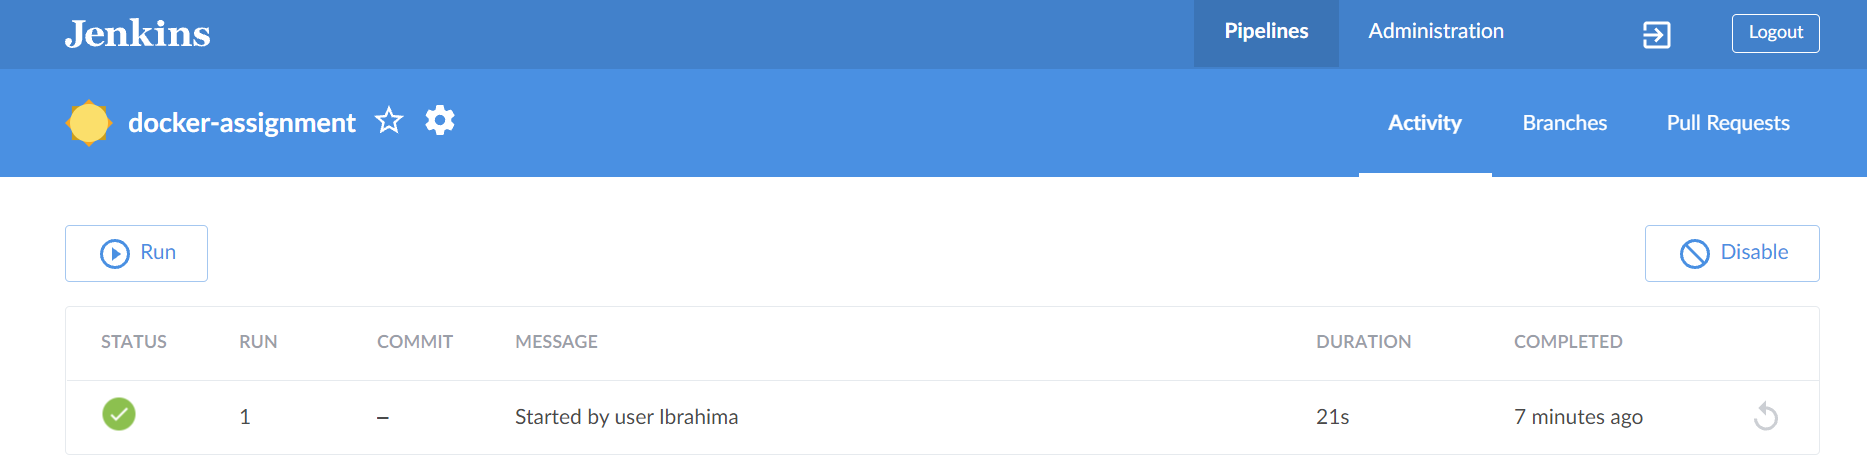 Jenkins Pipelines Administration Logout
docker-assignment Activity Branches Pull Requests
Run Disable
STATUS RUN COMMIT MESSAGE DURATION COMPLETED
1 – Started by user Ibrahima 21s 7 minutes ago